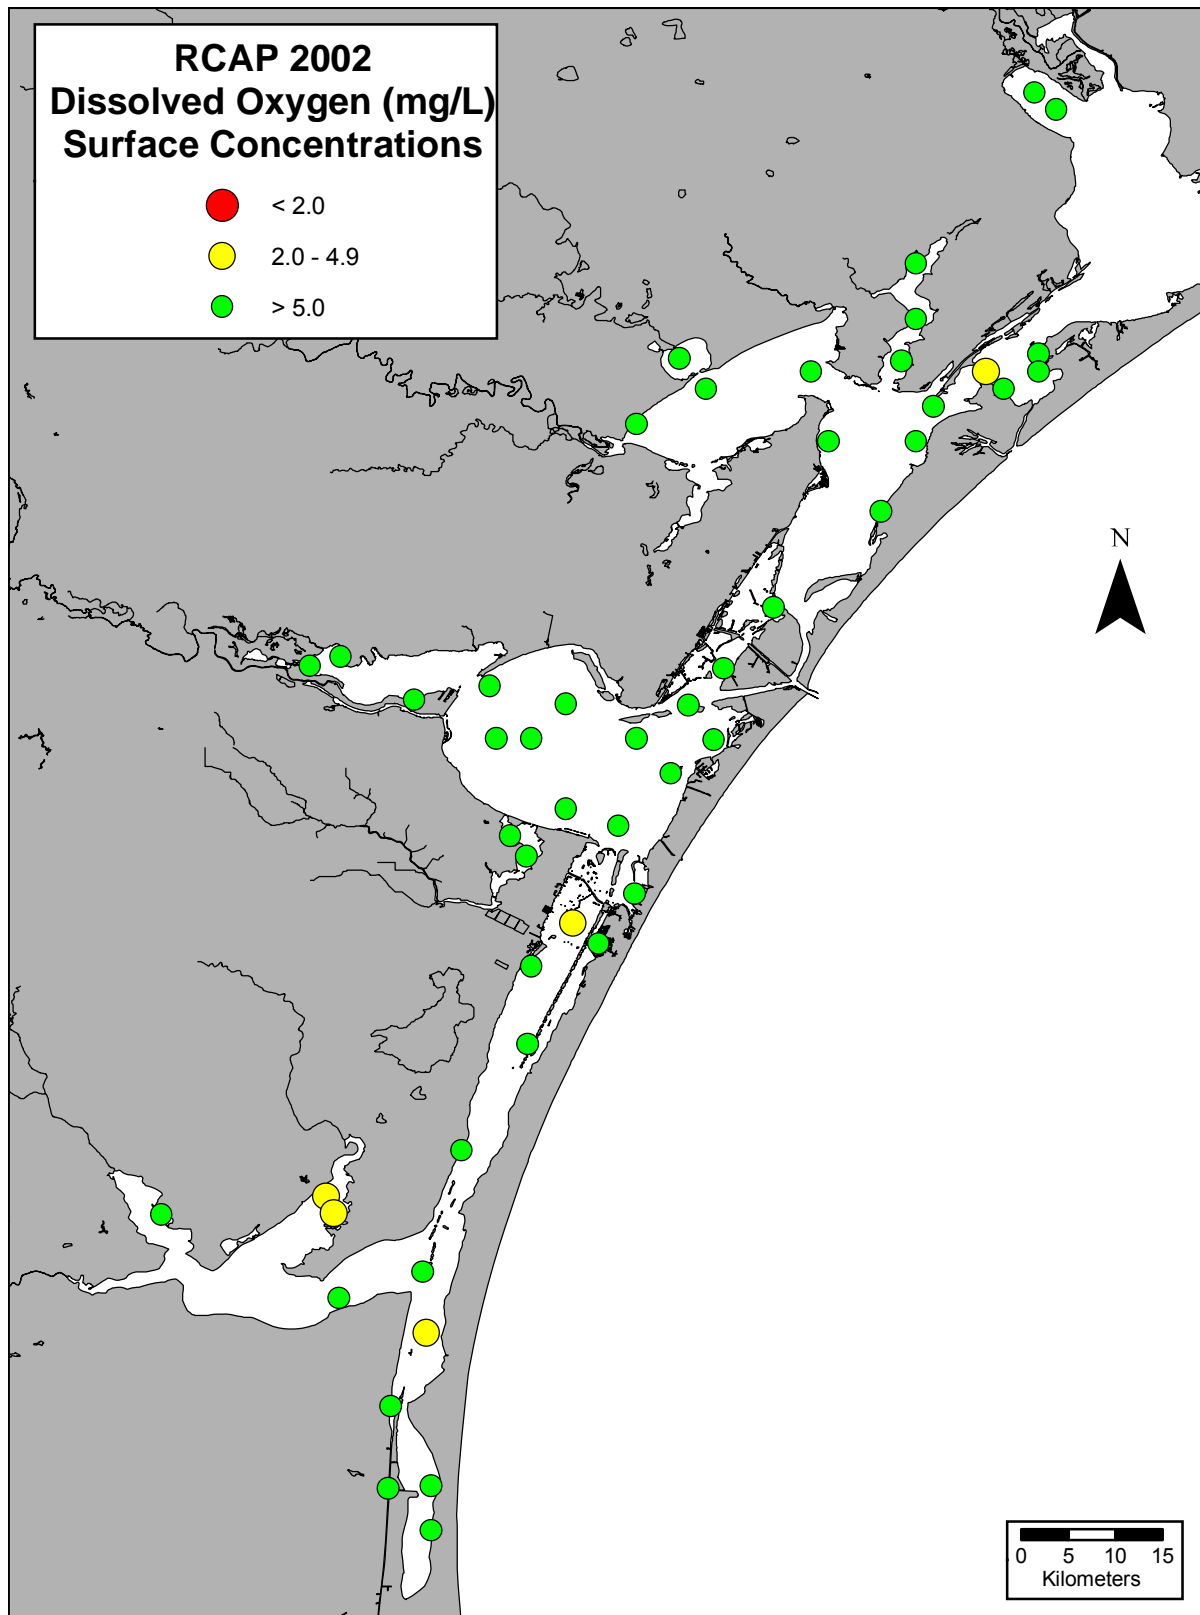 RCAP 2002
Dissolved Oxygen (mg/L)
Surface Concentrations
< 2.0
2.0 - 4.9
> 5.0
N
0 5 10 15
Kilometers